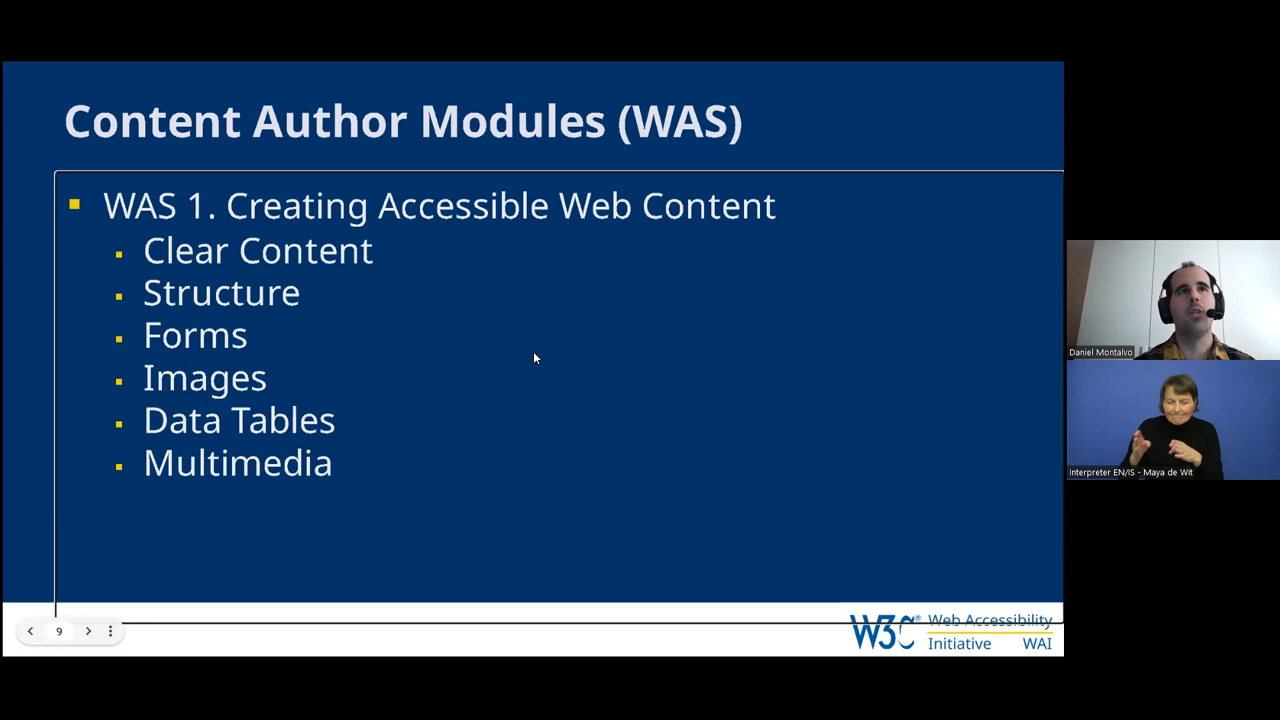 Content Author Modules (WAS)
WAS 1. Creating Accessible Web Content
Clear Content
Structure
Forms
Images
Data Tables
Multimedia
9
W3C® Web Accessibility
Initiative WAI
Daniel Montalvo
Interpreter EN/IS - Maya de Wit